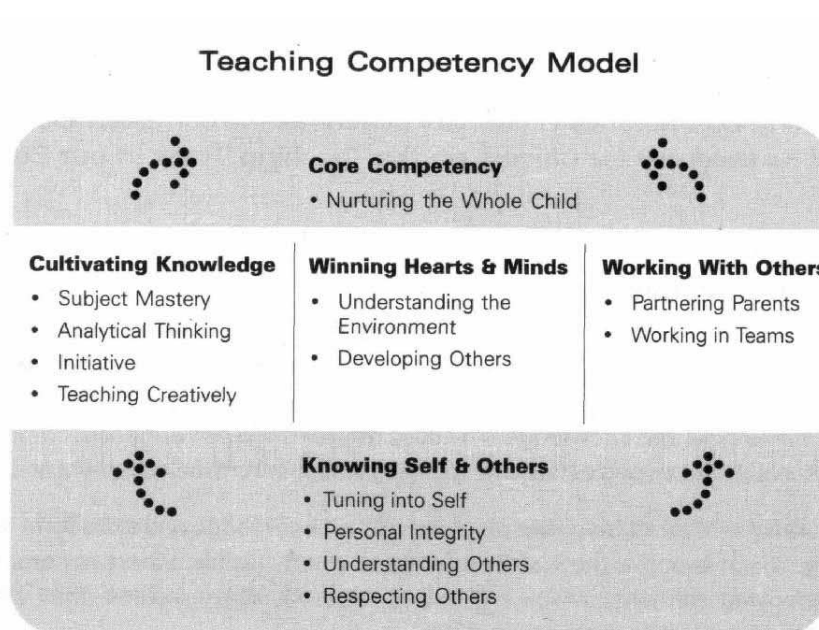 Teaching Competency Model
Core Competency
• Nurturing the Whole Child
Cultivating Knowledge
• Subject Mastery
• Analytical Thinking
• Initiative
• Teaching Creatively
Winning Hearts & Minds
• Understanding the
Environment
• Developing Others
Working With Others
• Partnering Parents
• Working in Teams
Knowing Self & Others
• Tuning into Self
• Personal Integrity
• Understanding Others
• Respecting Others